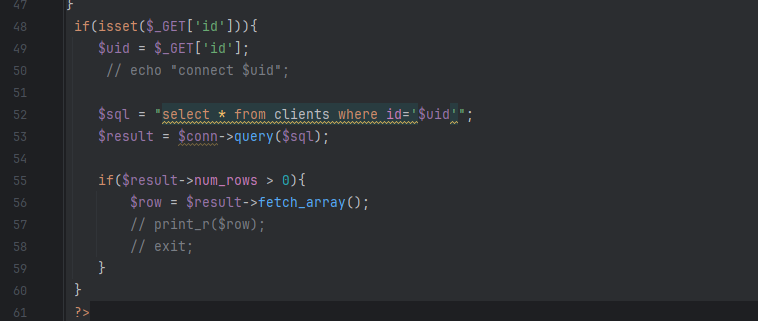 47 }
48 if(isset($_GET['id'])){
49 $uid = $_GET['id'];
50 // echo "connect $uid";
51
52 $sql = "select * from clients where id='$uid'";
53 $result = $conn->query($sql);
54
55 if($result->num_rows > 0){
56 $row = $result->fetch_array();
57 // print_r($row);
58 // exit;
59 }
60 }
61 ?>